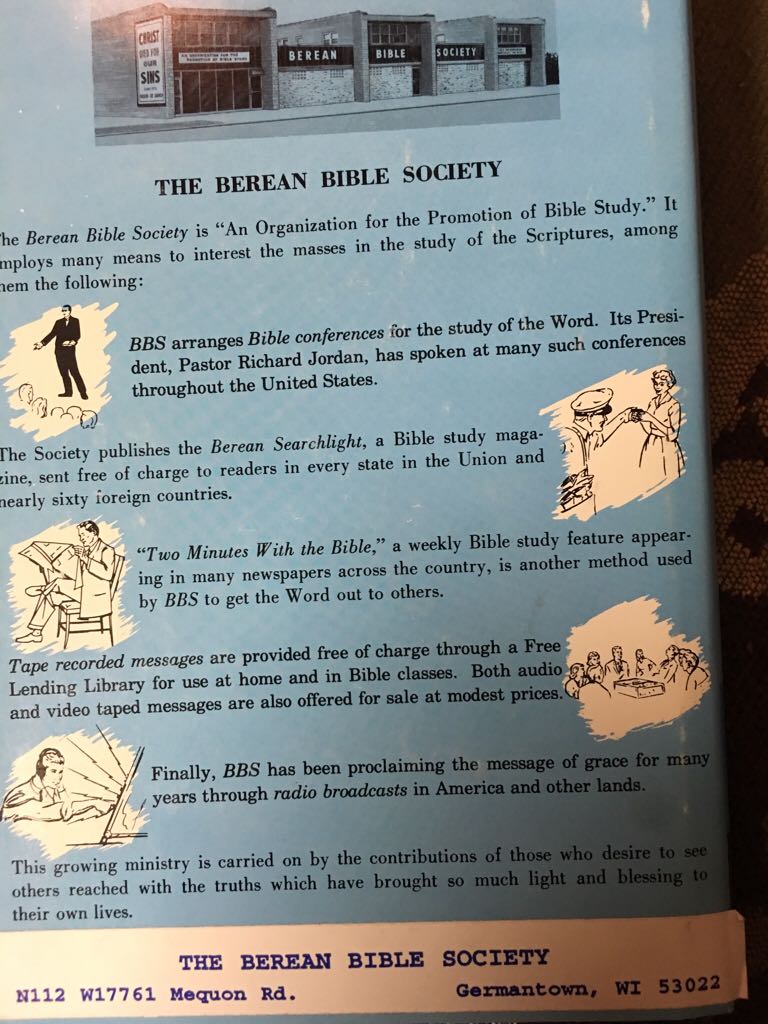 CHRIST
DIED FOR
OUR
SINS
AN ORGANIZATION FOR THE
PROMOTION OF BIBLE STUDY
BEREAN BIBLE SOCIETY
THE BEREAN BIBLE SOCIETY
he Berean Bible Society is “An Organization for the Promotion of Bible Study.” It
mploys many means to interest the masses in the study of the Scriptures, among
hem the following:
BBS arranges Bible conferences for the study of the Word. Its Presi-
dent, Pastor Richard Jordan, has spoken at many such conferences
throughout the United States.
The Society publishes the Berean Searchlight, a Bible study maga-
zine, sent free of charge to readers in every state in the Union and
nearly sixty foreign countries.
“Two Minutes With the Bible,” a weekly Bible study feature appear-
ing in many newspapers across the country, is another method used
by BBS to get the Word out to others.
Tape recorded messages are provided free of charge through a Free
Lending Library for use at home and in Bible classes. Both audio
and video taped messages are also offered for sale at modest prices.
Finally, BBS has been proclaiming the message of grace for many
years through radio broadcasts in America and other lands.
This growing ministry is carried on by the contributions of those who desire to see
others reached with the truths which have brought so much light and blessing to
their own lives.
THE BEREAN BIBLE SOCIETY
N112 W17761 Mequon Rd. Germantown, WI 53022